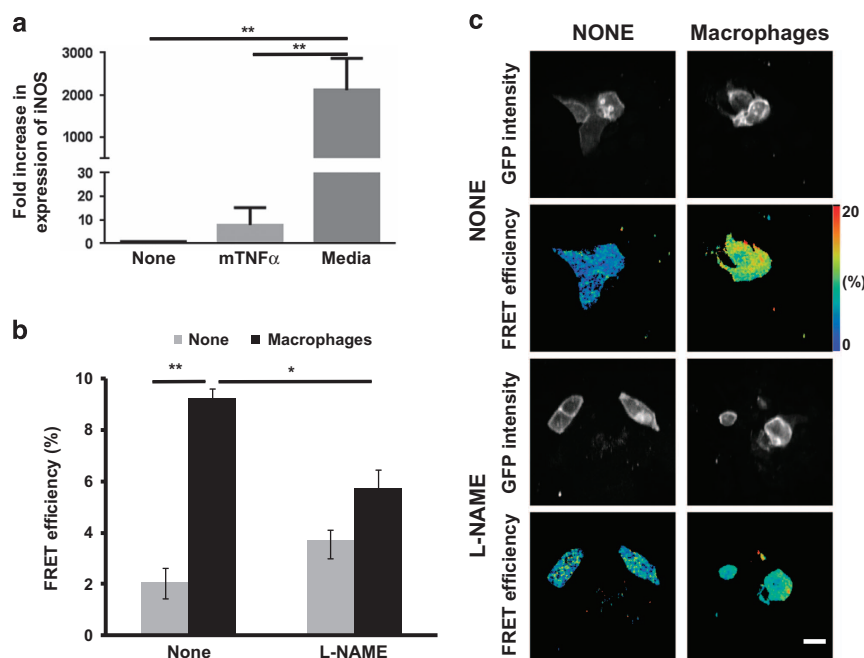 a
Fold increase in
expression of iNOS
3000
2000
1000
30
20
10
0
**
**
None
mTNFα
Media
b
None
Macrophages
FRET efficiency (%)
10
8
6
4
2
0
**
*
None
L-NAME
c
NONE
Macrophages
NONE
GFP intensity
FRET efficiency
20
(%)
0
L-NAME
GFP intensity
FRET efficiency